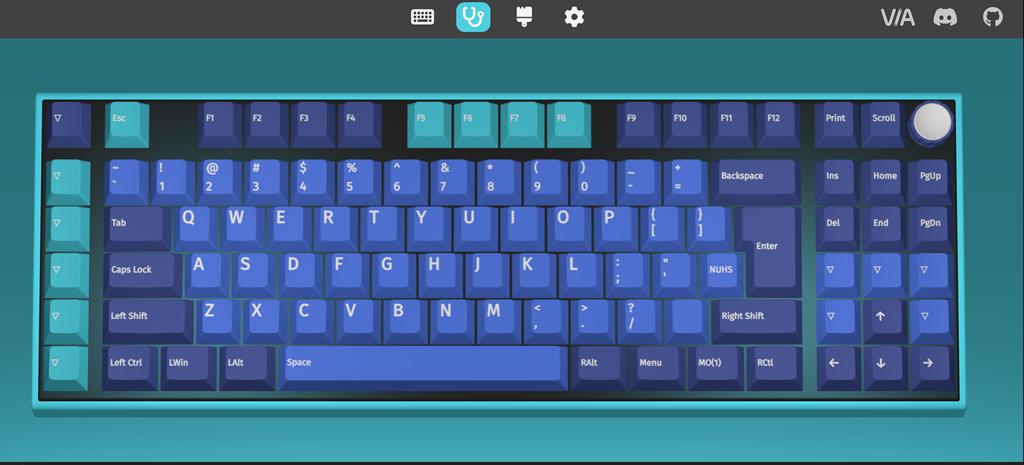 VIA
▽ Esc F1 F2 F3 F4 F5 F6 F7 F8 F9 F10 F11 F12 Print Scroll
▽ ~ ! @ # $ % ^ & * ( ) _ + Backspace Ins Home PgUp
` 1 2 3 4 5 6 7 8 9 0 - =
▽ Tab Q W E R T Y U I O P { } Enter Del End PgDn
[ ]
▽ Caps Lock A S D F G H J K L : " NUHS ▽ ▽ ▽
; '
▽ Left Shift Z X C V B N M < > ? Right Shift ▽ ↑ ▽
, . /
▽ Left Ctrl LWin LAlt Space RAlt Menu MO(1) RCtl ← ↓ →